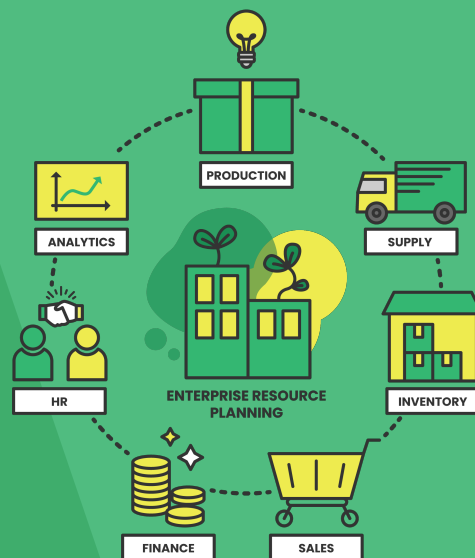 PRODUCTION
ANALYTICS
SUPPLY
HR
ENTERPRISE RESOURCE
PLANNING
INVENTORY
FINANCE
SALES